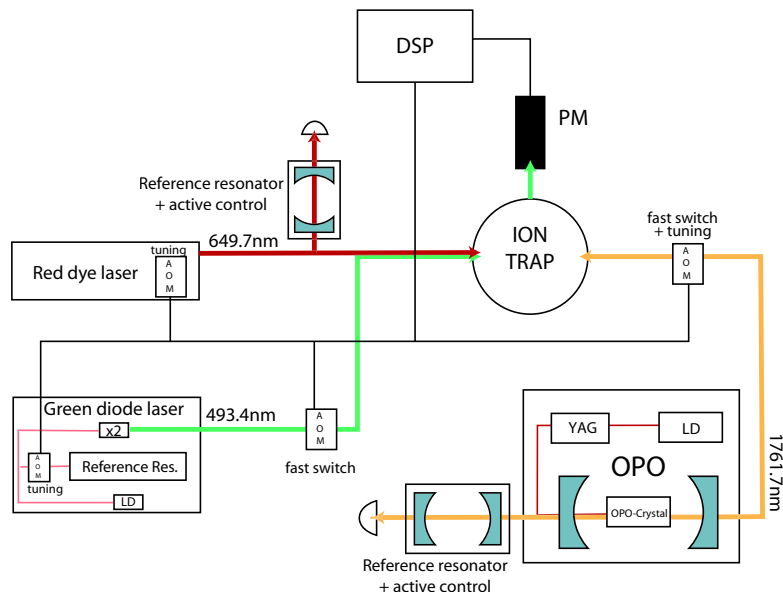 DSP
PM
Reference resonator
+ active control
fast switch
+ tuning
ION
TRAP
649.7nm
tuning
Red dye laser
A
O
M
A
O
M
Green diode laser
493.4nm
x2
A
O
M
fast switch
A
O
M
tuning
Reference Res.
LD
YAG
LD
OPO
OPO-Crystal
1761.7nm
Reference resonator
+ active control